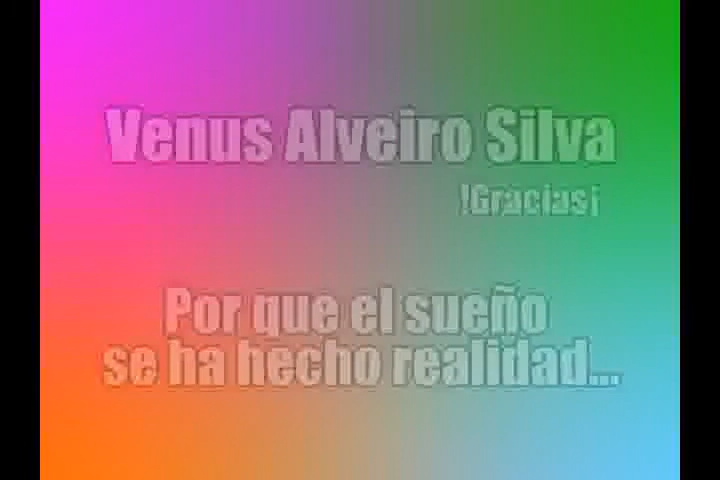 Venus Alveiro Silva
!Gracias¡
Por que el sueño
se ha hecho realidad...